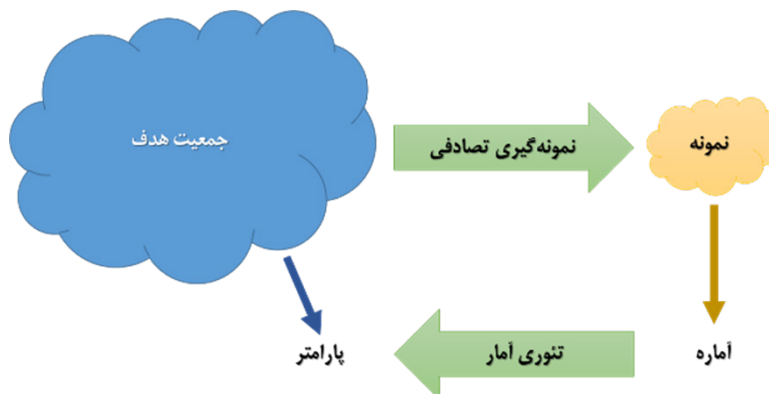 جمعیت هدف
نمونه‌گیری تصادفی
نمونه
پارامتر
تئوری آمار
آماره